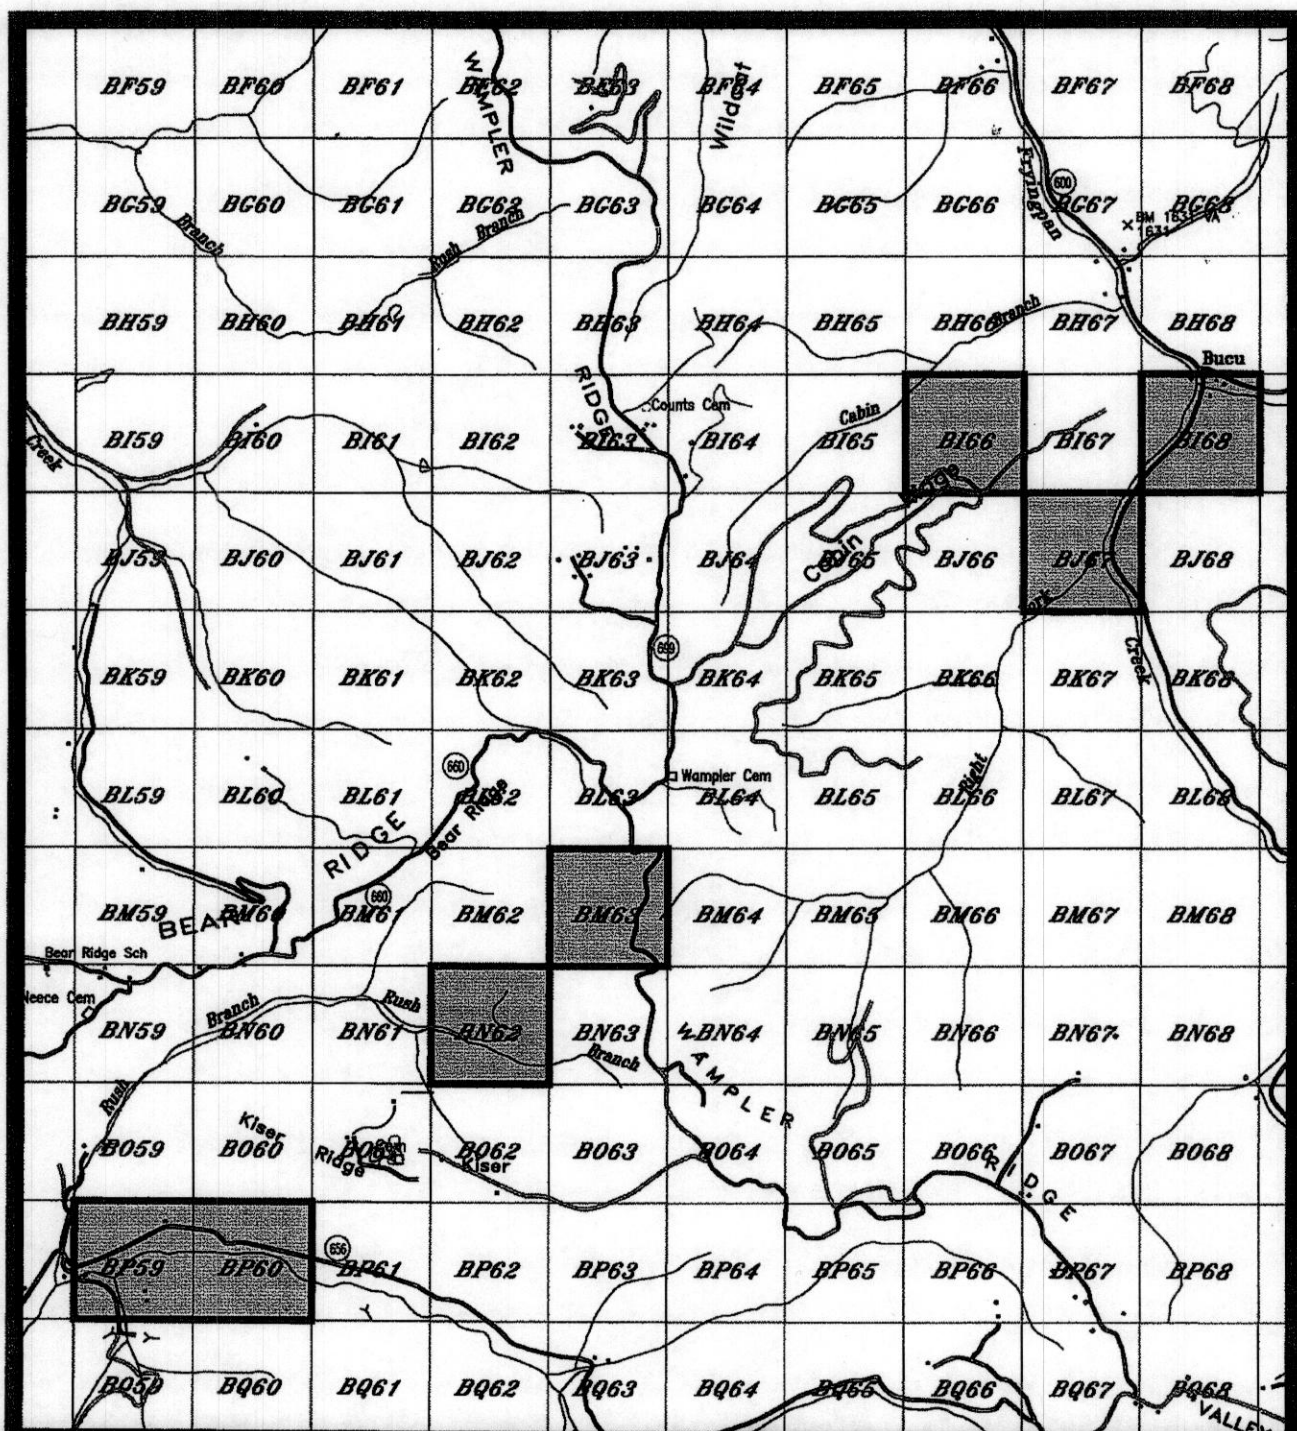 BF59 BF60 BF61 BF62 BF63 BF64 BF65 BF66 BF67 BF68
WAMPLER
Wildcat
Fryingpan
600
BG59 BG60 BG61 BG62 BG63 BG64 BG65 BG66 BG67 BG68
BM 1631 VA
1631
Branch
Rush Branch
BH59 BH60 BH61 BH62 BH63 BH64 BH65 BH66 BH67 BH68
Branch
Bucu
RIDGE
Counts Cem
Cabin
Creek
BI59 BI60 BI61 BI62 BI63 BI64 BI65 BI66 BI67 BI68
Cabin Ridge
BJ59 BJ60 BJ61 BJ62 BJ63 BJ64 BJ65 BJ66 BJ67 BJ68
Fork
699
Creek
BK59 BK60 BK61 BK62 BK63 BK64 BK65 BK66 BK67 BK68
660
Wampler Cem
Right
BL59 BL60 BL61 BL62 BL63 BL64 BL65 BL66 BL67 BL68
Bear Ridge
BEAR RIDGE
660
BM59 BM60 BM61 BM62 BM63 BM64 BM65 BM66 BM67 BM68
Bear Ridge Sch
Neece Cem
Branch
Rush
BN59 BN60 BN61 BN62 BN63 BN64 BN65 BN66 BN67 BN68
Branch
WAMPLER
Rush
Kiser
BO59 BO60 BO61 BO62 BO63 BO64 BO65 BO66 BO67 BO68
Ridge
Kiser
RIDGE
656
BP59 BP60 BP61 BP62 BP63 BP64 BP65 BP66 BP67 BP68
BQ59 BQ60 BQ61 BQ62 BQ63 BQ64 BQ65 BQ66 BQ67 BQ68
VALLEY